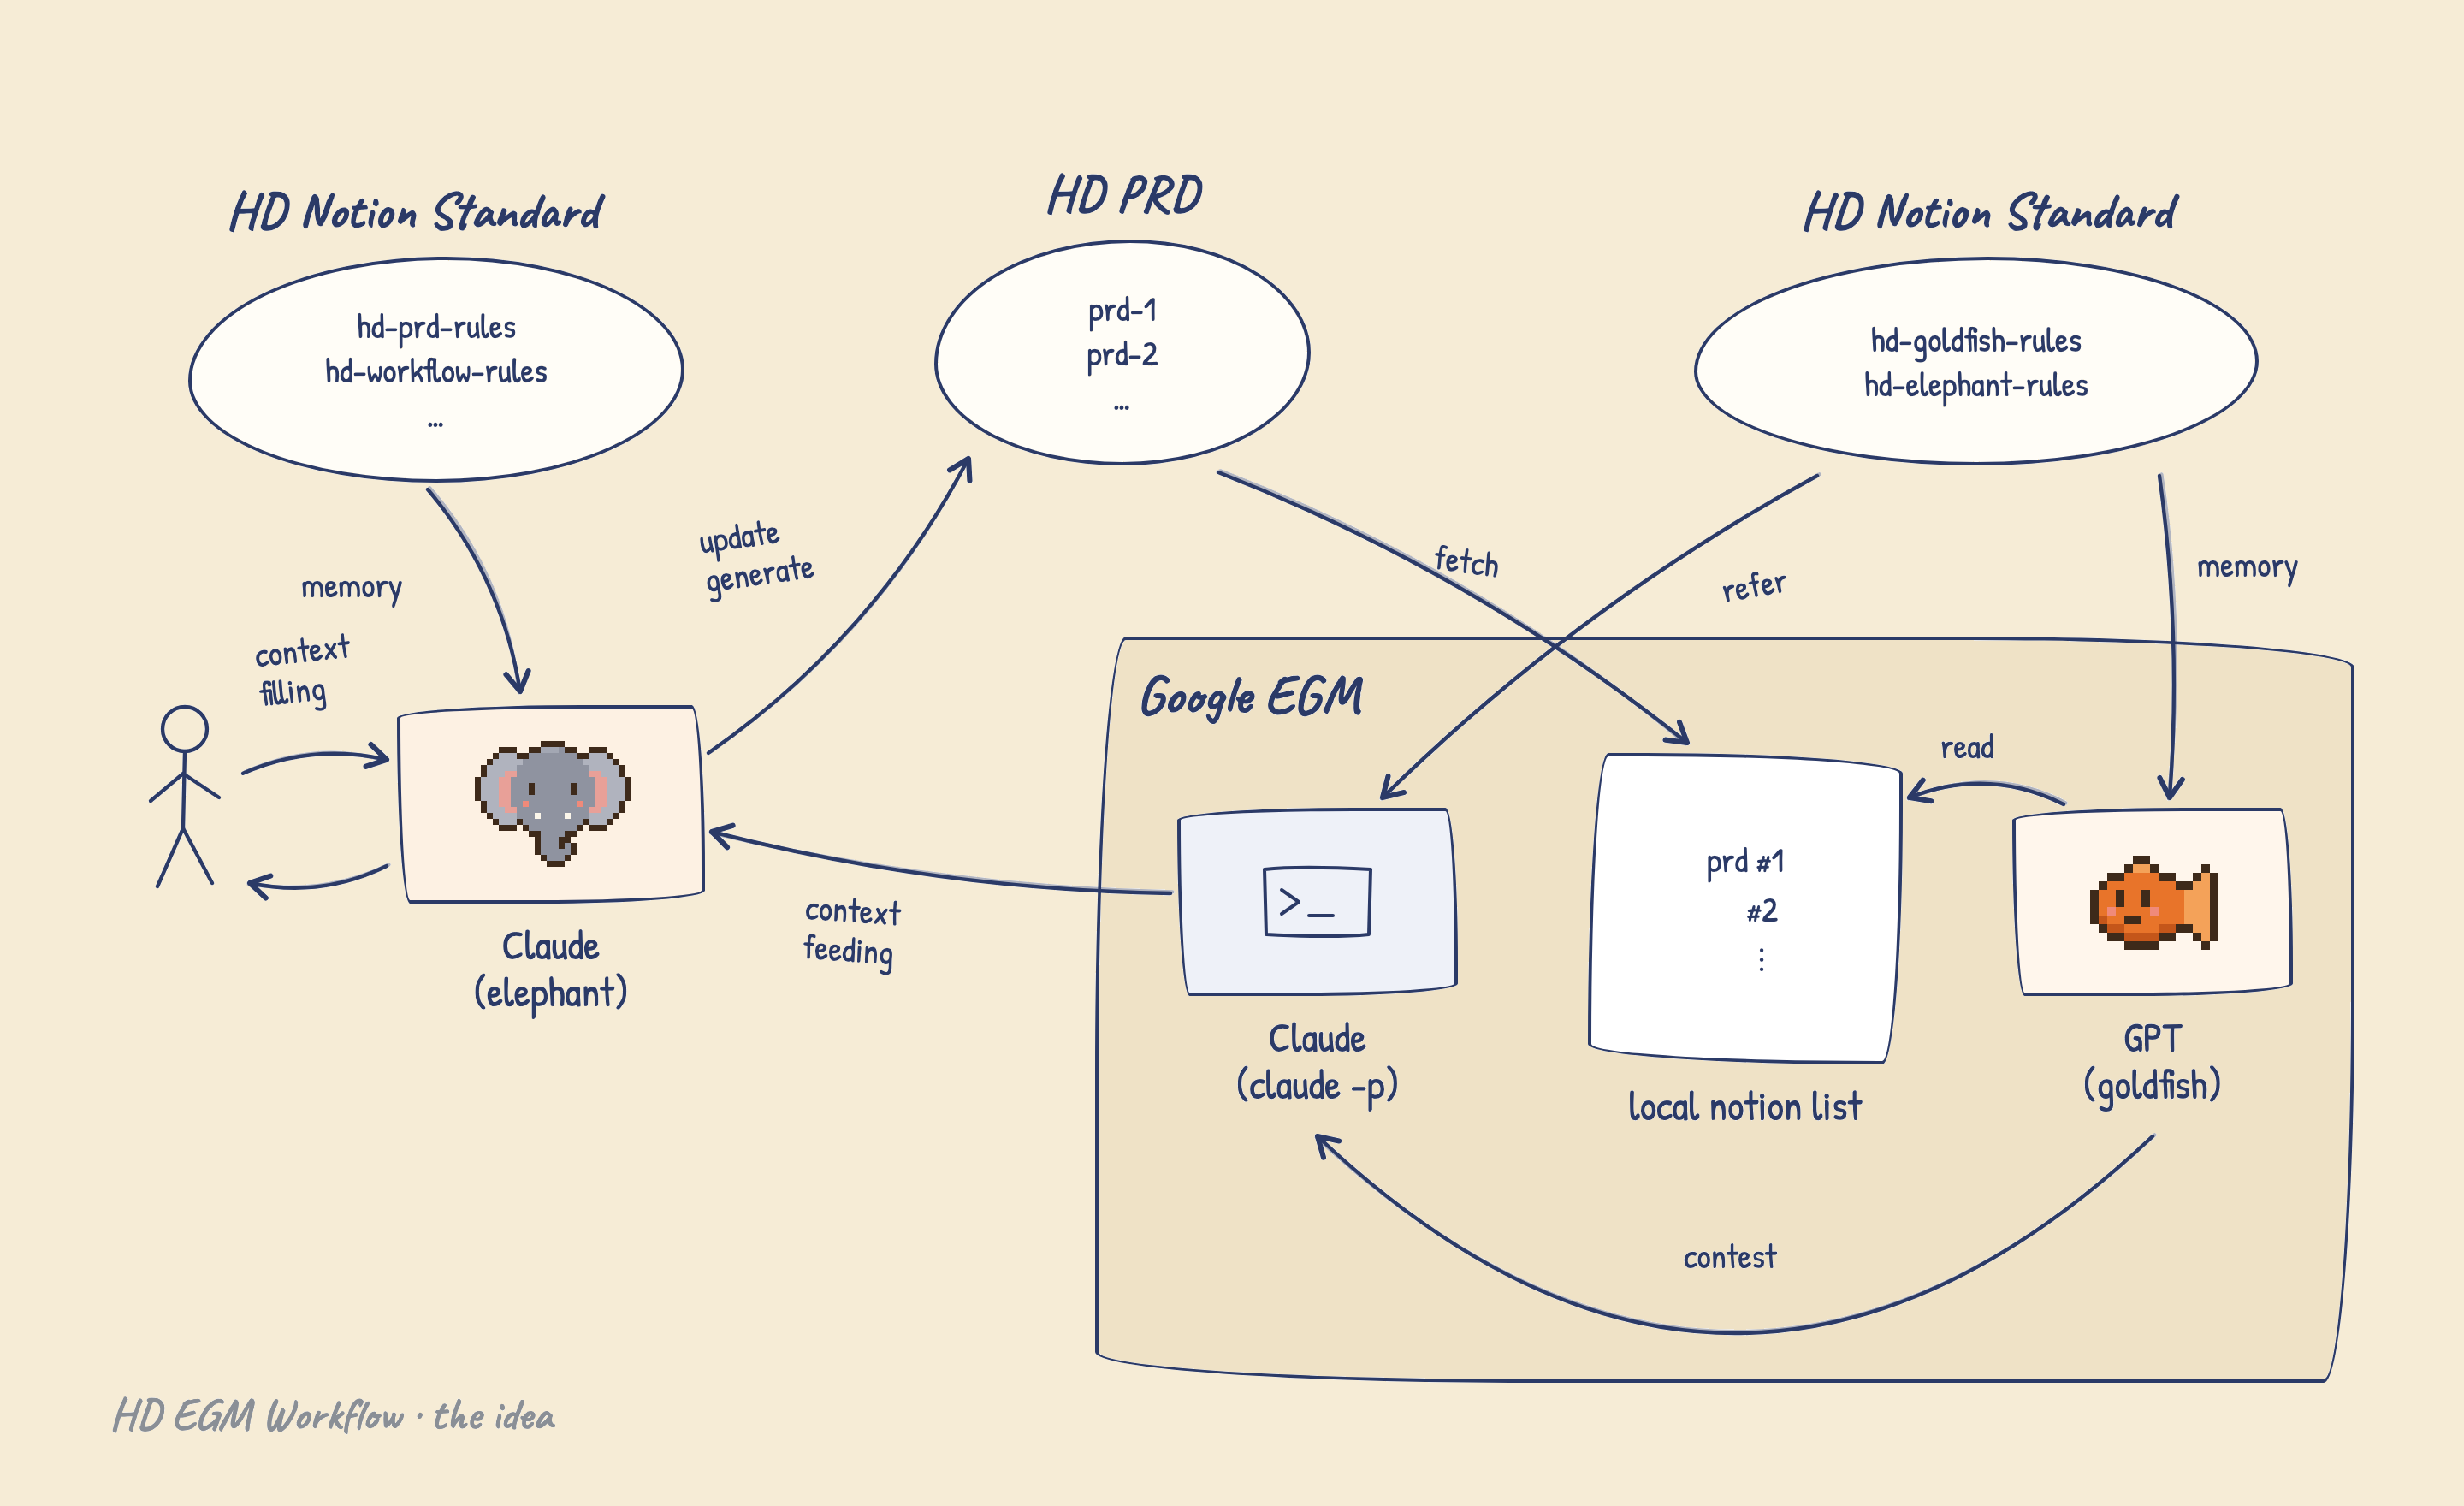 HD Notion Standard
HD PRD
HD Notion Standard
hd-prd-rules
hd-workflow-rules
...
prd-1
prd-2
...
hd-goldfish-rules
hd-elephant-rules
memory
update
generate
fetch
refer
memory
context
filling
Google EGM
read
Claude
(elephant)
context
feeding
>_
Claude
(claude -p)
prd #1
#2
⋮
local notion list
GPT
(goldfish)
contest
HD EGM Workflow · the idea